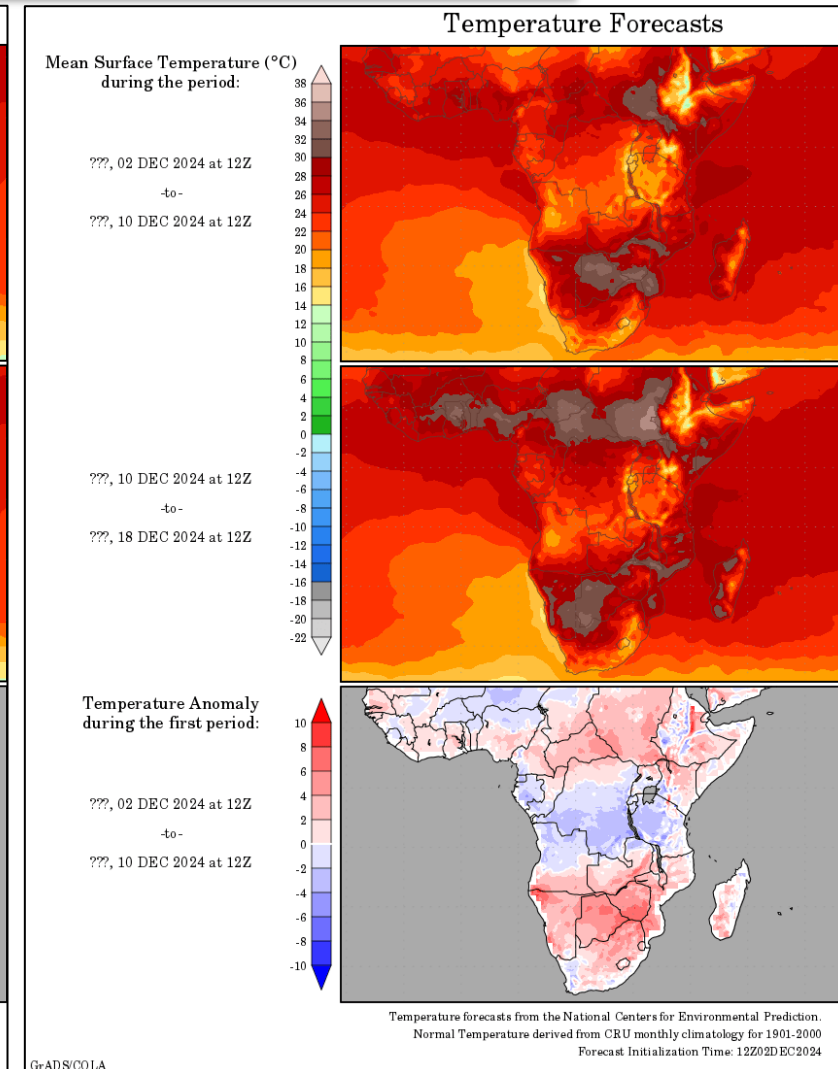 Temperature Forecasts
Mean Surface Temperature (°C)
during the period:
???, 02 DEC 2024 at 12Z
-to-
???, 10 DEC 2024 at 12Z
38
36
34
32
30
28
26
24
22
20
18
16
14
12
10
8
6
4
2
0
-2
-4
-6
-8
-10
-12
-14
-16
-18
-20
-22
???, 10 DEC 2024 at 12Z
-to-
???, 18 DEC 2024 at 12Z
Temperature Anomaly
during the first period:
???, 02 DEC 2024 at 12Z
-to-
???, 10 DEC 2024 at 12Z
10
8
6
4
2
0
-2
-4
-6
-8
-10
Temperature forecasts from the National Centers for Environmental Prediction.
Normal Temperature derived from CRU monthly climatology for 1901-2000
Forecast Initialization Time: 12Z02DEC2024
GrADS/COLA